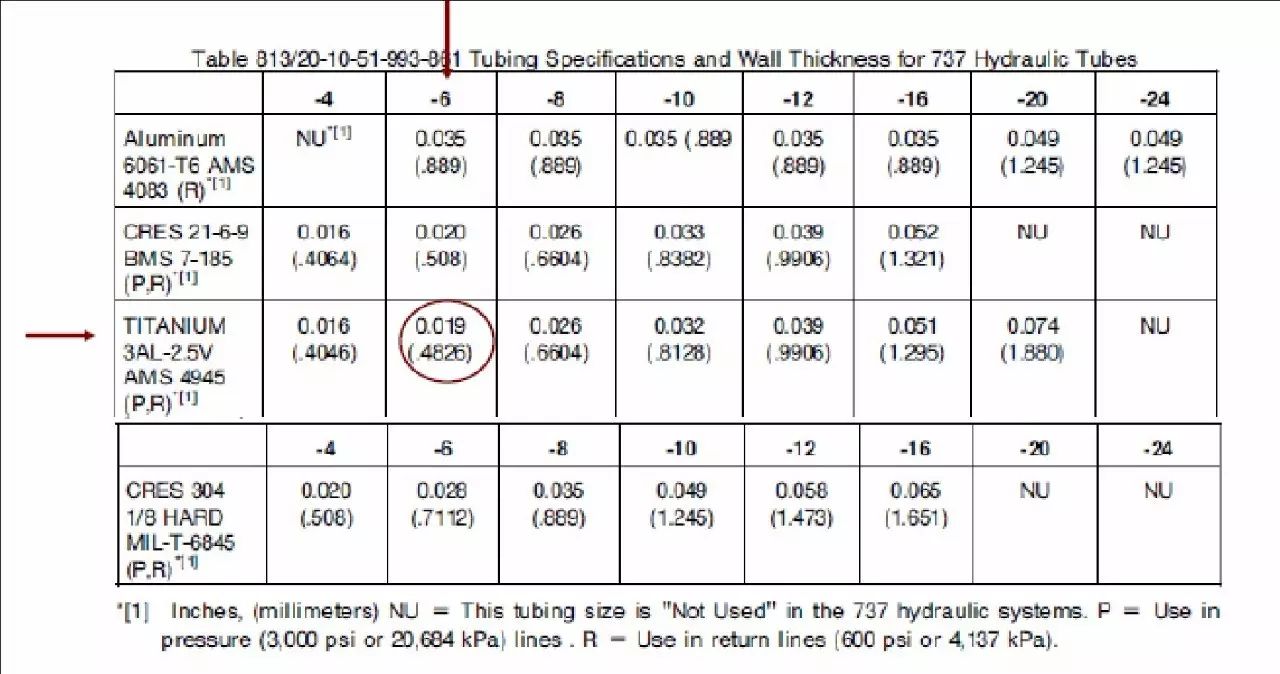 Table 813/20-10-51-993-861 Tubing Specifications and Wall Thickness for 737 Hydraulic Tubes
-4 -6 -8 -10 -12 -16 -20 -24
Aluminum NU*[1] 0.035 0.035 0.035 (.889 0.035 0.035 0.049 0.049
6061-T6 AMS (.889) (.889) (.889) (.889) (1.245) (1.245)
4083 (R)*[1]
CRES 21-6-9 0.016 0.020 0.026 0.033 0.039 0.052 NU NU
BMS 7-185 (.4064) (.508) (.6604) (.8382) (.9906) (1.321)
(P,R)*[1]
TITANIUM 0.016 0.019 0.026 0.032 0.039 0.051 0.074 NU
3AL-2.5V (.4046) (.4826) (.6604) (.8128) (.9906) (1.295) (1.880)
AMS 4945
(P,R)*[1]
-4 -6 -8 -10 -12 -16 -20 -24
CRES 304 0.020 0.028 0.035 0.049 0.058 0.065 NU NU
1/8 HARD (.508) (.7112) (.889) (1.245) (1.473) (1.651)
MIL-T-6845
(P,R)*[1]
*[1] Inches, (millimeters) NU = This tubing size is "Not Used" in the 737 hydraulic systems. P = Use in
pressure (3,000 psi or 20,684 kPa) lines . R = Use in return lines (600 psi or 4,137 kPa).